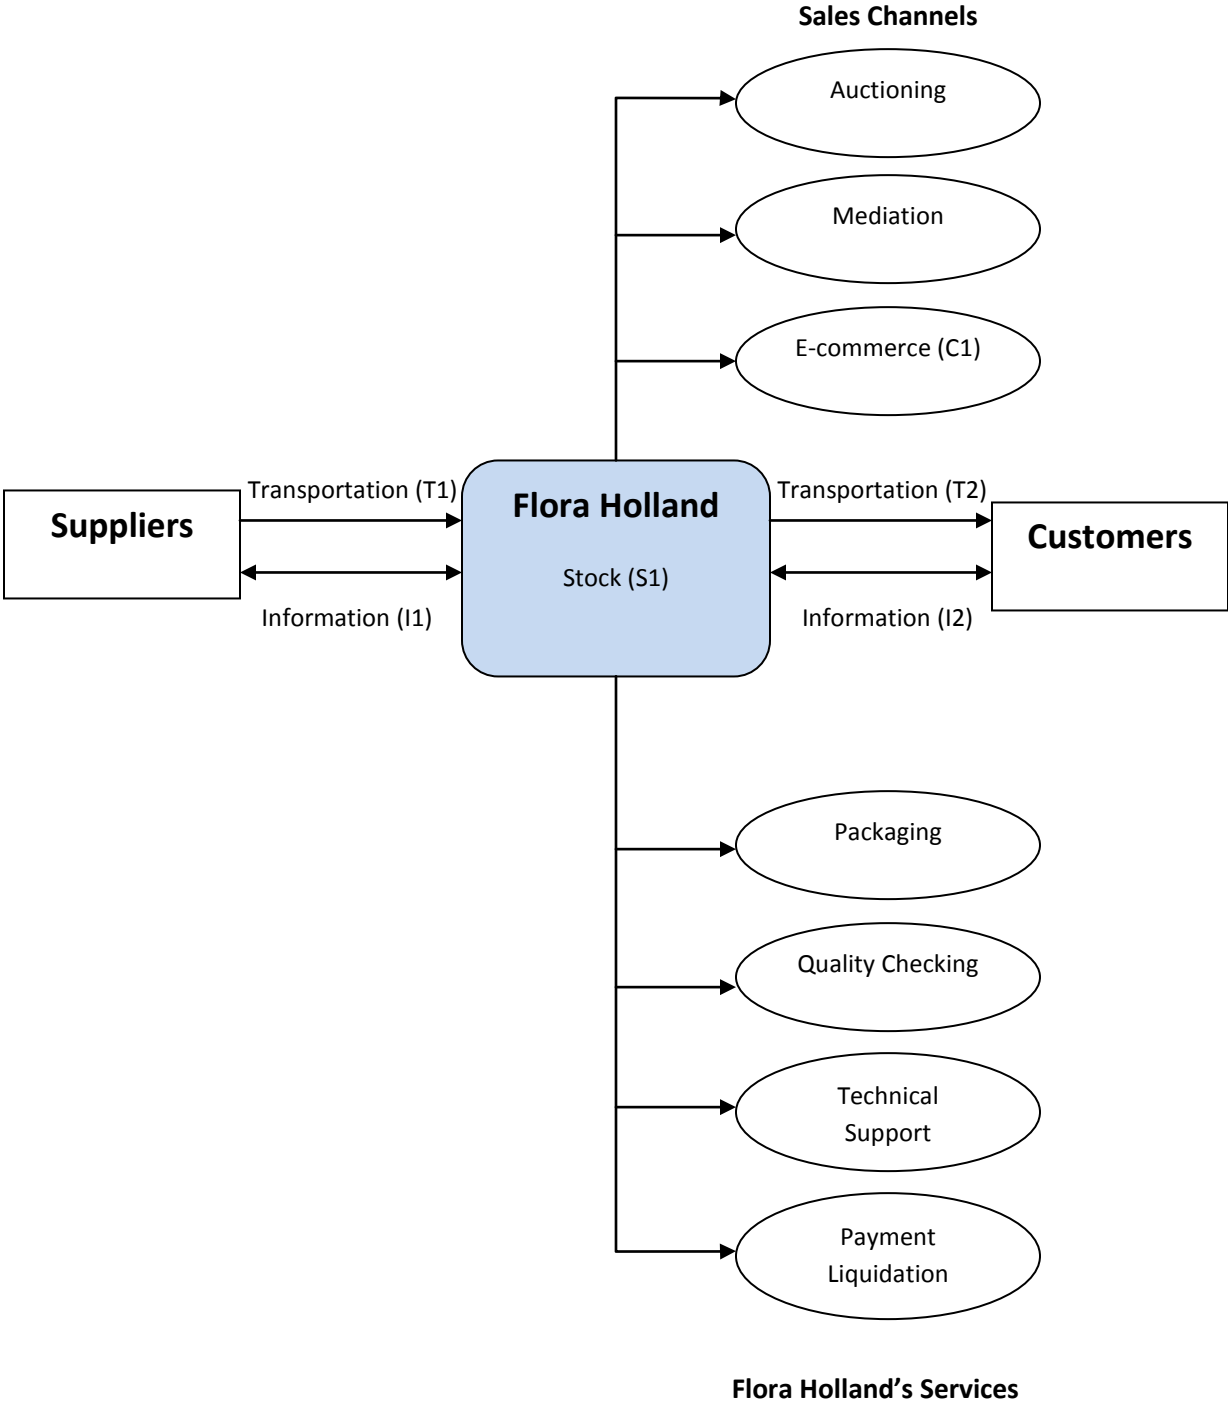 Sales Channels
Auctioning
Mediation
E-commerce (C1)
Transportation (T1)
Flora Holland
Transportation (T2)
Suppliers
Customers
Stock (S1)
Information (I1)
Information (I2)
Packaging
Quality Checking
Technical
Support
Payment
Liquidation
Flora Holland’s Services